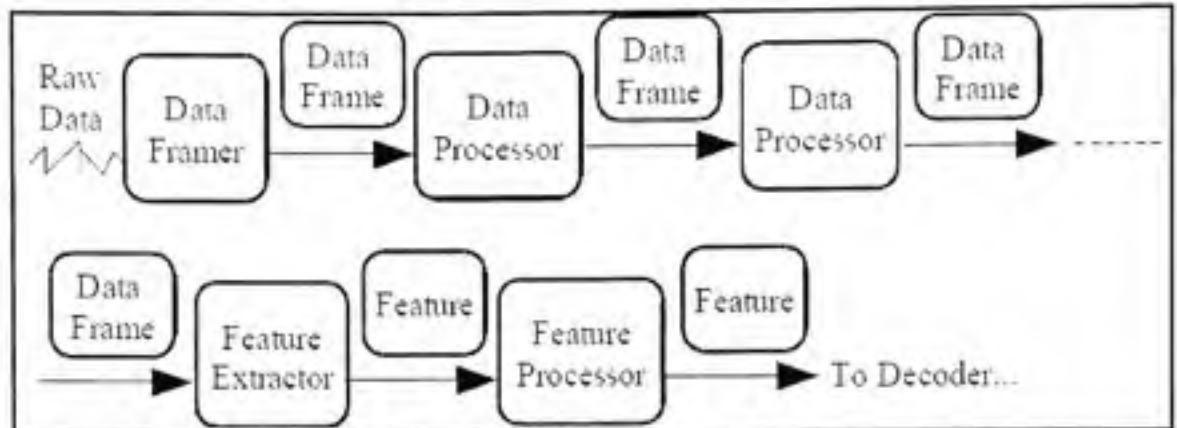 Raw
Data
Data
Framer
Data
Frame
Data
Processor
Data
Frame
Data
Processor
Data
Frame
Data
Frame
Feature
Extractor
Feature
Feature
Processor
Feature
To Decoder...